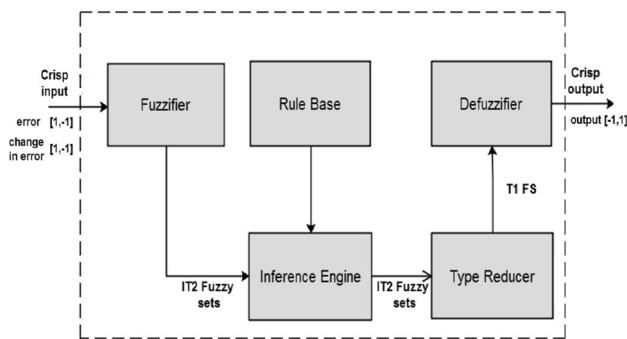 Crisp
input
error [1,-1]
change [1,-1]
in error
Fuzzifier
Rule Base
Defuzzifier
Crisp
output
output [-1,1]
T1 FS
IT2 Fuzzy
sets
Inference Engine
IT2 Fuzzy
sets
Type Reducer